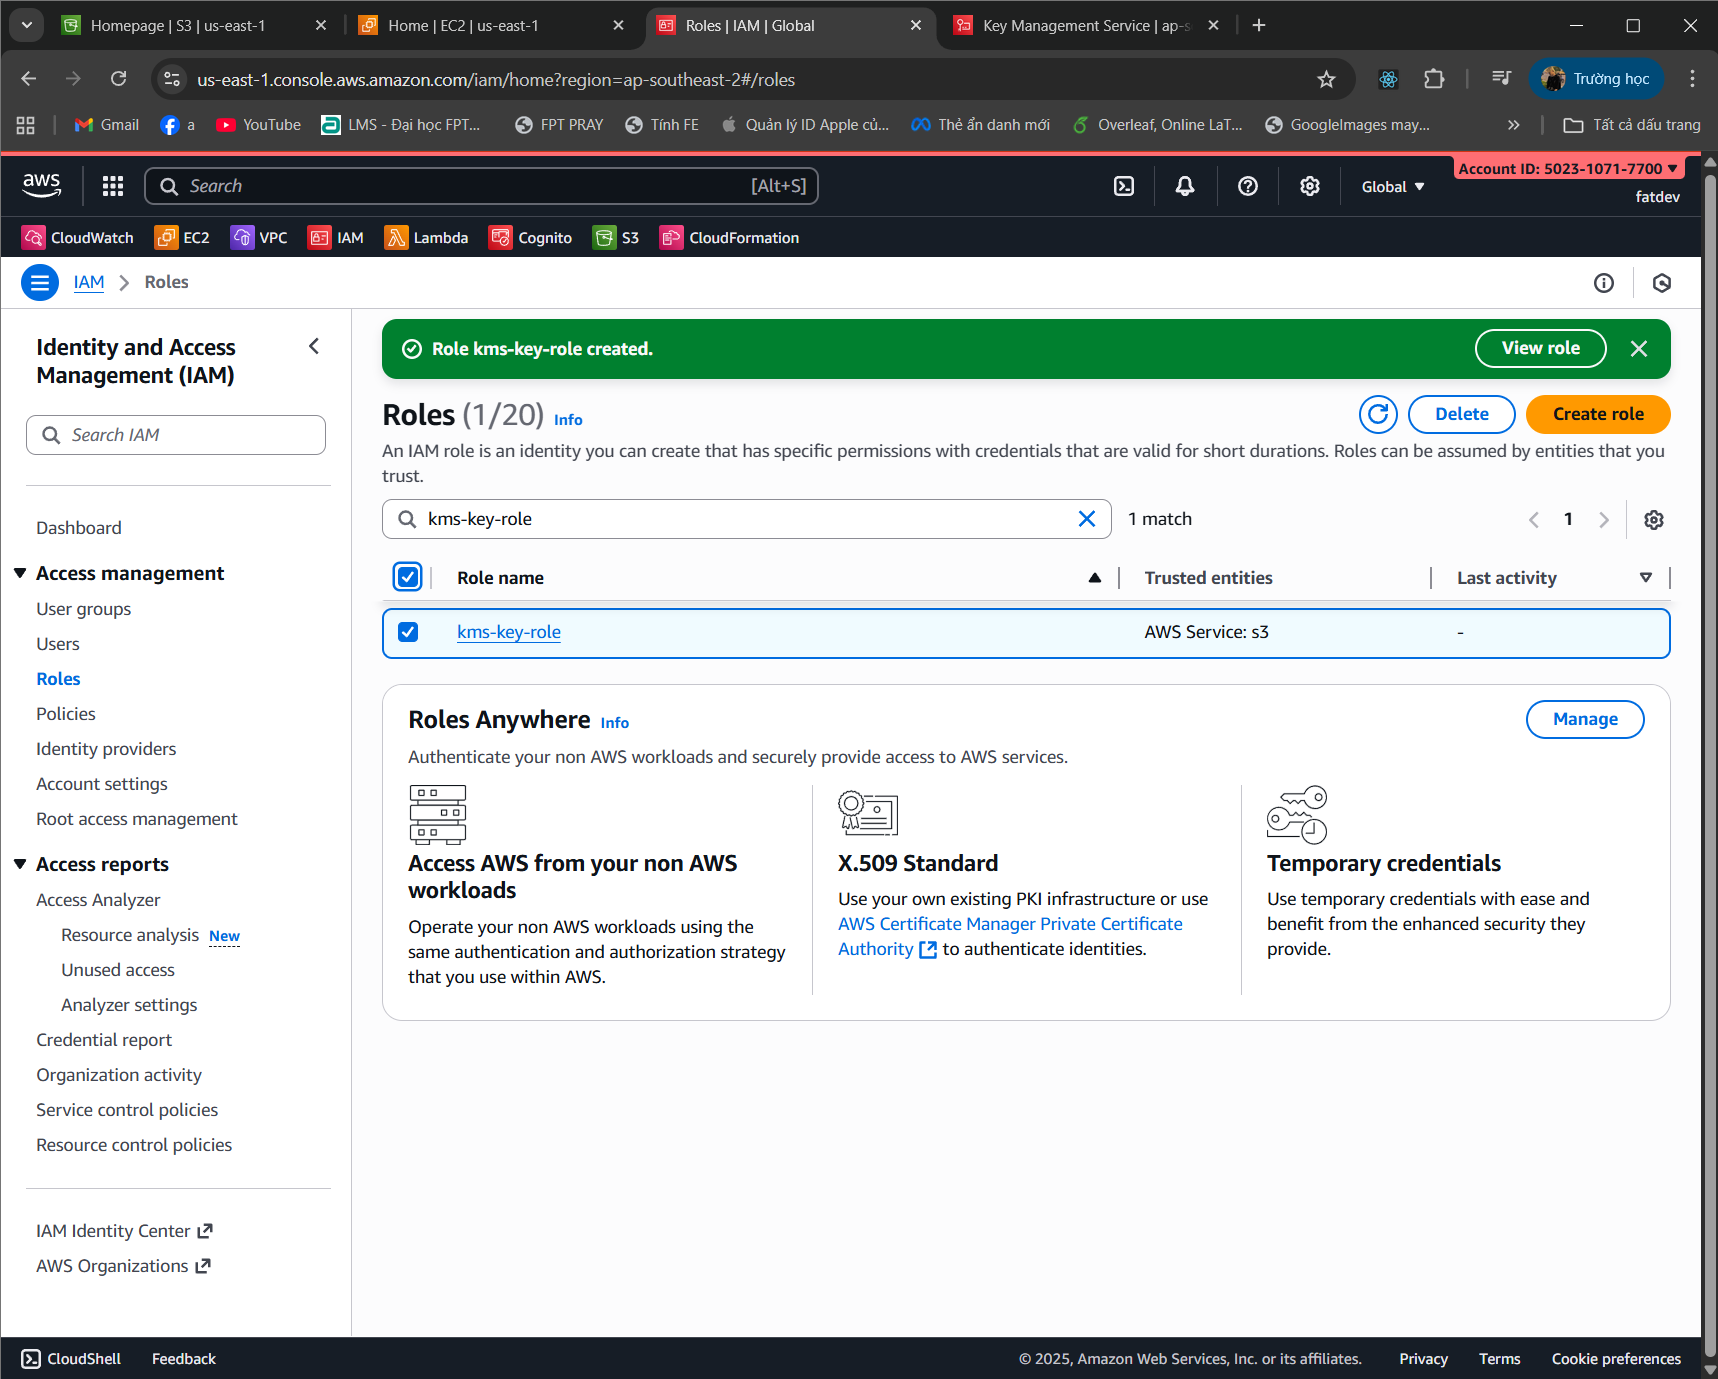 Homepage | S3 | us-east-1
Home | EC2 | us-east-1
Roles | IAM | Global
Key Management Service | ap-s
us-east-1.console.aws.amazon.com/iam/home?region=ap-southeast-2#/roles
Trường học
Gmail
a
YouTube
LMS - Đại học FPT...
FPT PRAY
Tính FE
Quản lý ID Apple củ...
Thẻ ẩn danh mới
Overleaf, Online LaT...
GoogleImages may...
»
Tất cả dấu trang
aws
Search
[Alt+S]
Global
Account ID: 5023-1071-7700
fatdev
CloudWatch
EC2
VPC
IAM
Lambda
Cognito
S3
CloudFormation
IAM
Roles
Identity and Access
Management (IAM)
Search IAM
Dashboard
Access management
User groups
Users
Roles
Policies
Identity providers
Account settings
Root access management
Access reports
Access Analyzer
Resource analysis New
Unused access
Analyzer settings
Credential report
Organization activity
Service control policies
Resource control policies
IAM Identity Center
AWS Organizations
Role kms-key-role created.
View role
Roles (1/20) Info
Delete
Create role
An IAM role is an identity you can create that has specific permissions with credentials that are valid for short durations. Roles can be assumed by entities that you
trust.
kms-key-role
1 match
1
Role name
Trusted entities
Last activity
kms-key-role
AWS Service: s3
-
Roles Anywhere Info
Manage
Authenticate your non AWS workloads and securely provide access to AWS services.
Access AWS from your non AWS
workloads
Operate your non AWS workloads using the
same authentication and authorization strategy
that you use within AWS.
X.509 Standard
Use your own existing PKI infrastructure or use
AWS Certificate Manager Private Certificate
Authority to authenticate identities.
Temporary credentials
Use temporary credentials with ease and
benefit from the enhanced security they
provide.
CloudShell
Feedback
© 2025, Amazon Web Services, Inc. or its affiliates.
Privacy
Terms
Cookie preferences